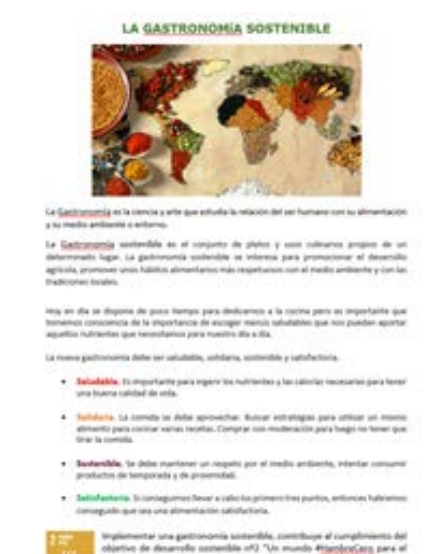 LA GASTRONOMíA SOSTENIBLE
La Gastronomía es la ciencia y arte que estudia la relación del ser humano con su alimentación
y su medio ambiente o entorno.
La Gastronomía sostenible es el conjunto de platos y usos culinarios propios de un
determinado lugar. La gastronomía sostenible se interesa para promocionar el desarrollo
agrícola, promover unos hábitos alimentarios más respetuosos con el medio ambiente y con las
tradiciones locales.
Hoy en día se dispone de poco tiempo para dedicarnos a la cocina pero es importante que
tomemos consciencia de la importancia de escoger menús saludables que nos puedan aportar
aquellos nutrientes que necesitamos para nuestro día a día.
La nueva gastronomía debe ser saludable, solidaria, sostenible y satisfactoria.
• Saludable. Es importante para ingerir los nutrientes y las calorías necesarias para tener
una buena calidad de vida.
• Solidaria. La comida se debe aprovechar. Buscar estrategias para utilizar un mismo
alimento para cocinar varias recetas. Comprar con moderación para luego no tener que
tirar la comida.
• Sostenible. Se debe mantener un respeto por el medio ambiente, intentar consumir
productos de temporada y de proximidad.
• Satisfactoria. Si conseguimos llevar a cabo los primero tres puntos, entonces habremos
conseguido que sea una alimentación satisfactoria.
Implementar una gastronomía sostenible, contribuye al cumplimiento del
objetivo de desarrollo sostenible nº2 "Un mundo #HambreCero para el